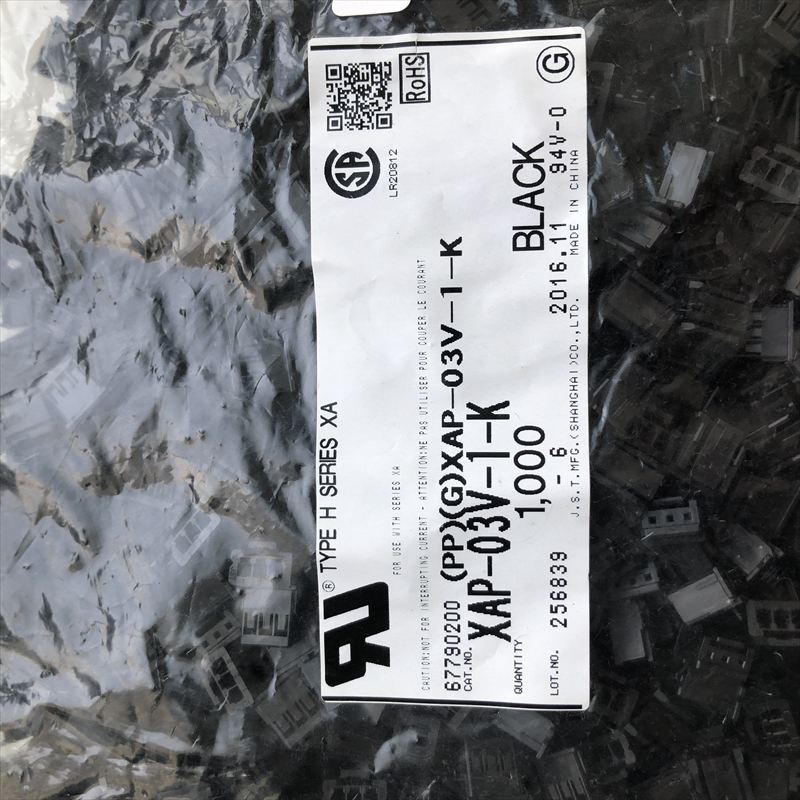 ® TYPE H SERIES XA
RoHS
LR20812
FOR USE WITH SERIES XA
CAUTION:NOT FOR INTERRUPTING CURRENT - ATTENTION:NE PAS UTILISER POUR COUPER LE COURANT
67790200 (PP)(G)XAP-03V-1-K
CAT.NO. XAP-03V-1-K
QUANTITY 1,000 BLACK
LOT.NO. 256839 - 6 2016.11 94V-0 G
J.S.T.MFG.(SHANGHAI)CO.,LTD. MADE IN CHINA